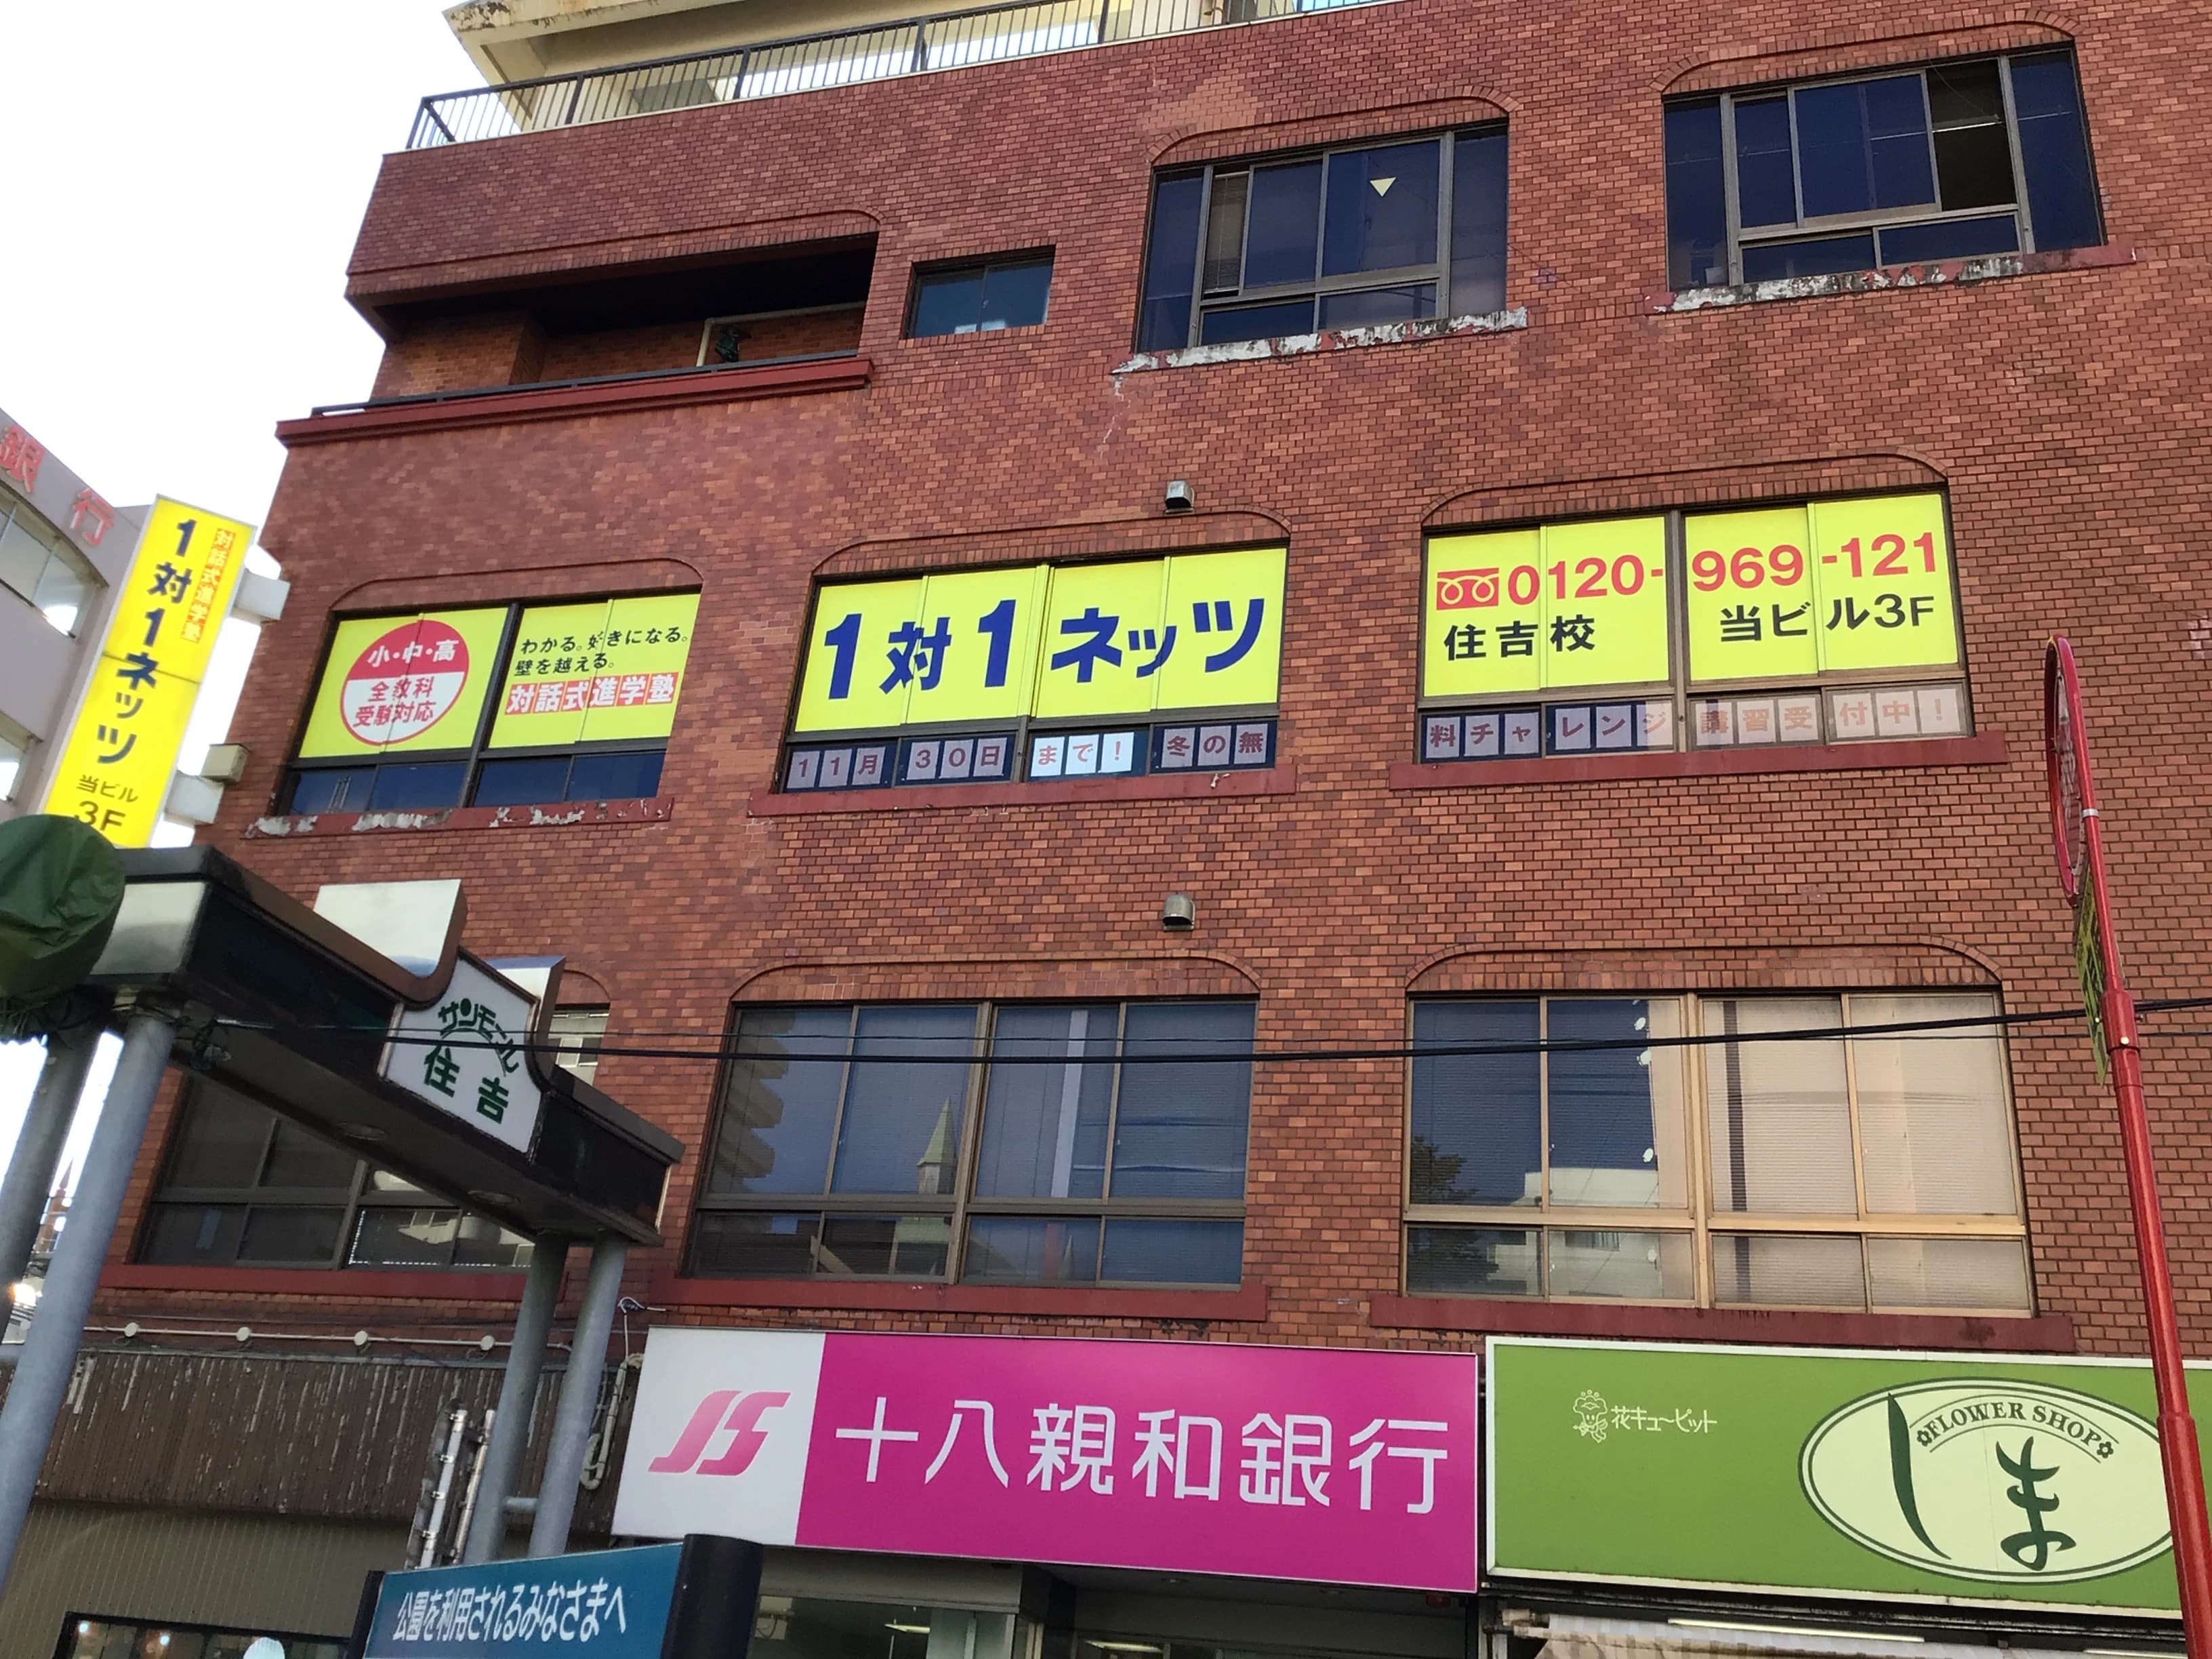 銀行
対話式進学塾
1対1ネッツ
当ビル
3F
小・中・高
全教科
受験対応
わかる。好きになる。
壁を越える。
対話式進学塾
1対1ネッツ
0120-969-121
住吉校 当ビル3F
11月30日まで！冬の無料チャレンジ講習受付中！
サンモール
住吉
十八親和銀行
花キューピット
FLOWER SHOP
しま
公園を利用されるみなさまへ